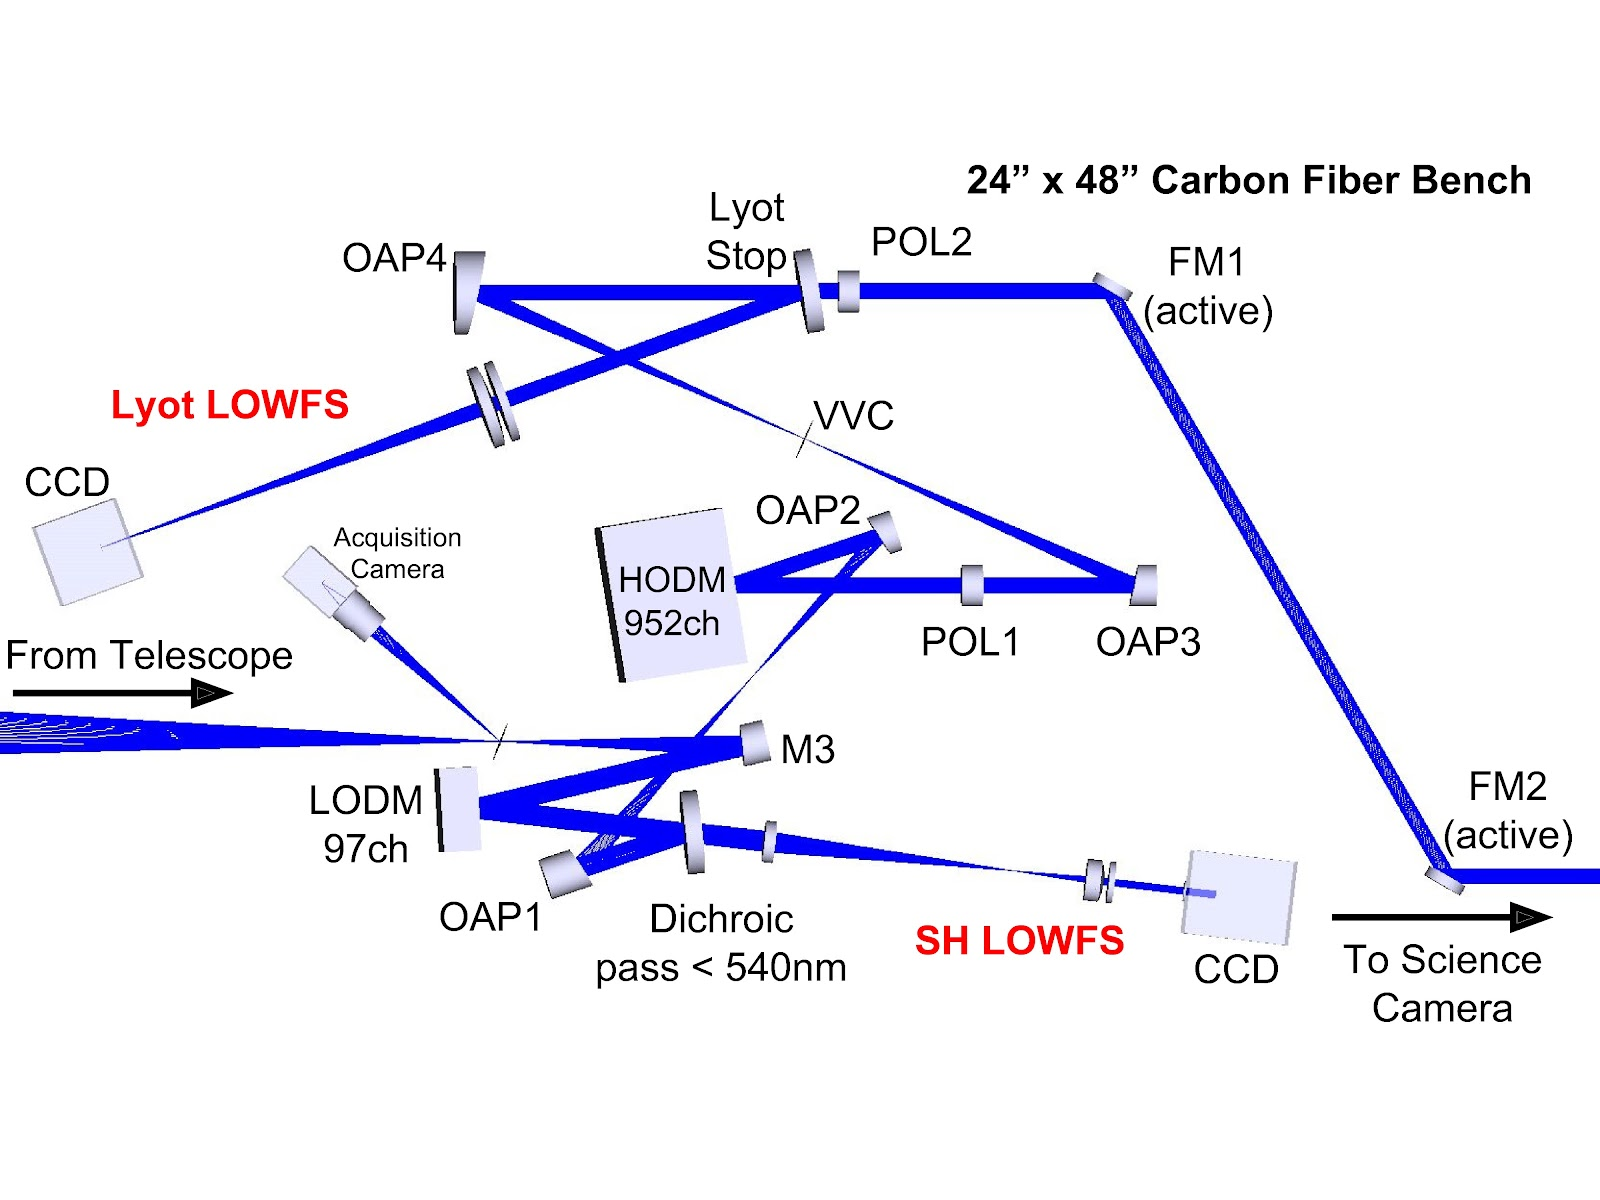 24” x 48” Carbon Fiber Bench
Lyot
Stop
POL2
OAP4
FM1
(active)
Lyot LOWFS
VVC
CCD
OAP2
Acquisition
Camera
HODM
952ch
POL1
OAP3
From Telescope
M3
LODM
97ch
FM2
(active)
OAP1
Dichroic
pass < 540nm
SH LOWFS
CCD
To Science
Camera